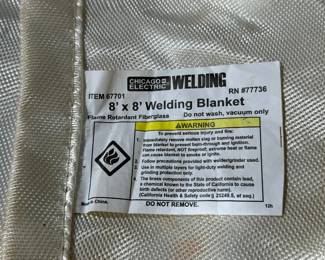 CHICAGO ELECTRIC WELDING
ITEM 67701
RN #77736
8' x 8' Welding Blanket
Flame Retardant Fiberglass
Do not wash, vacuum only
⚠WARNING
To prevent serious injury and fire:
1. Immediately remove molten slag or burning material
from blanket to prevent burn-through and ignition.
Flame retardant, NOT fireproof; extreme heat or flame
can cause blanket to smoke or ignite.
2. Follow precautions provided with welder/grinder used.
3. Use in multiple layers for light-duty welding and
grinding protection only.
4. The brass components of this product contain lead,
a chemical known to the State of California to cause
birth defects (or other reproductive harm).
(California Health & Safety code § 25249.5, et seq.)
Made in China.
DO NOT REMOVE.
12h